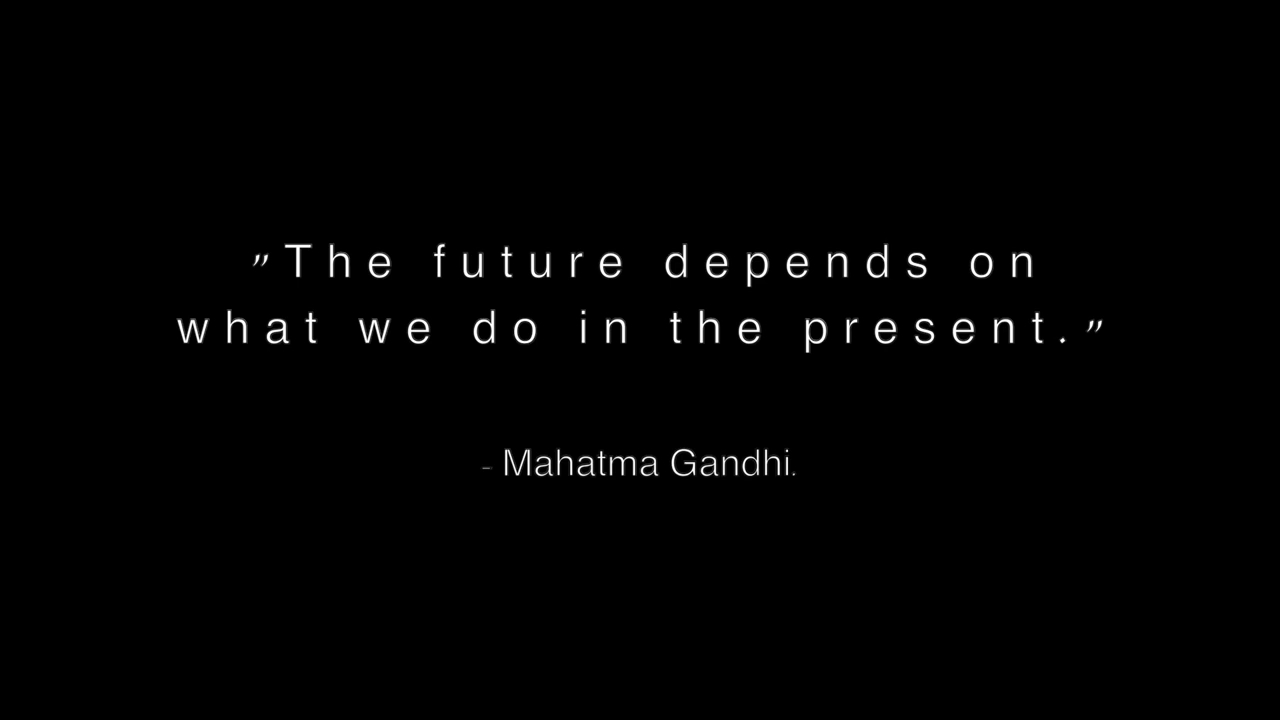 "The future depends on
what we do in the present."
- Mahatma Gandhi.